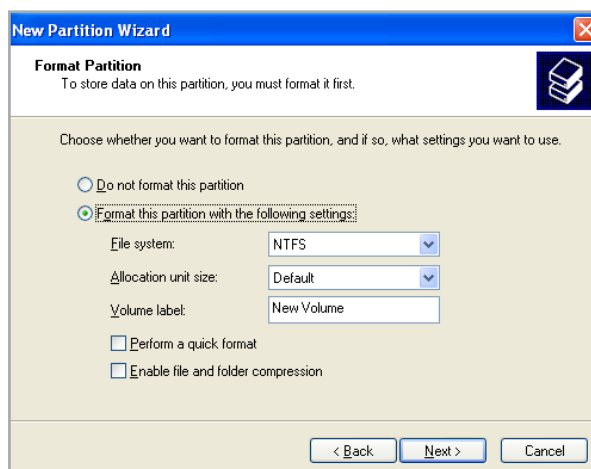 New Partition Wizard
Format Partition
To store data on this partition, you must format it first.
Choose whether you want to format this partition, and if so, what settings you want to use.
Do not format this partition
Format this partition with the following settings:
File system: NTFS
Allocation unit size: Default
Volume label: New Volume
Perform a quick format
Enable file and folder compression
< Back Next > Cancel